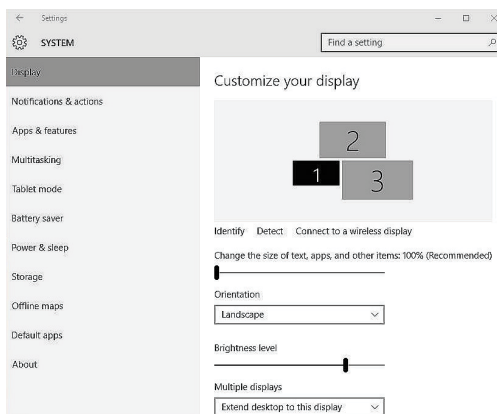 Settings
SYSTEM
Find a setting
Display
Notifications & actions
Apps & features
Multitasking
Tablet mode
Battery saver
Power & sleep
Storage
Offline maps
Default apps
About
Customize your display
2
1
3
Identify Detect Connect to a wireless display
Change the size of text, apps, and other items: 100% (Recommended)
Orientation
Landscape
Brightness level
Multiple displays
Extend desktop to this display